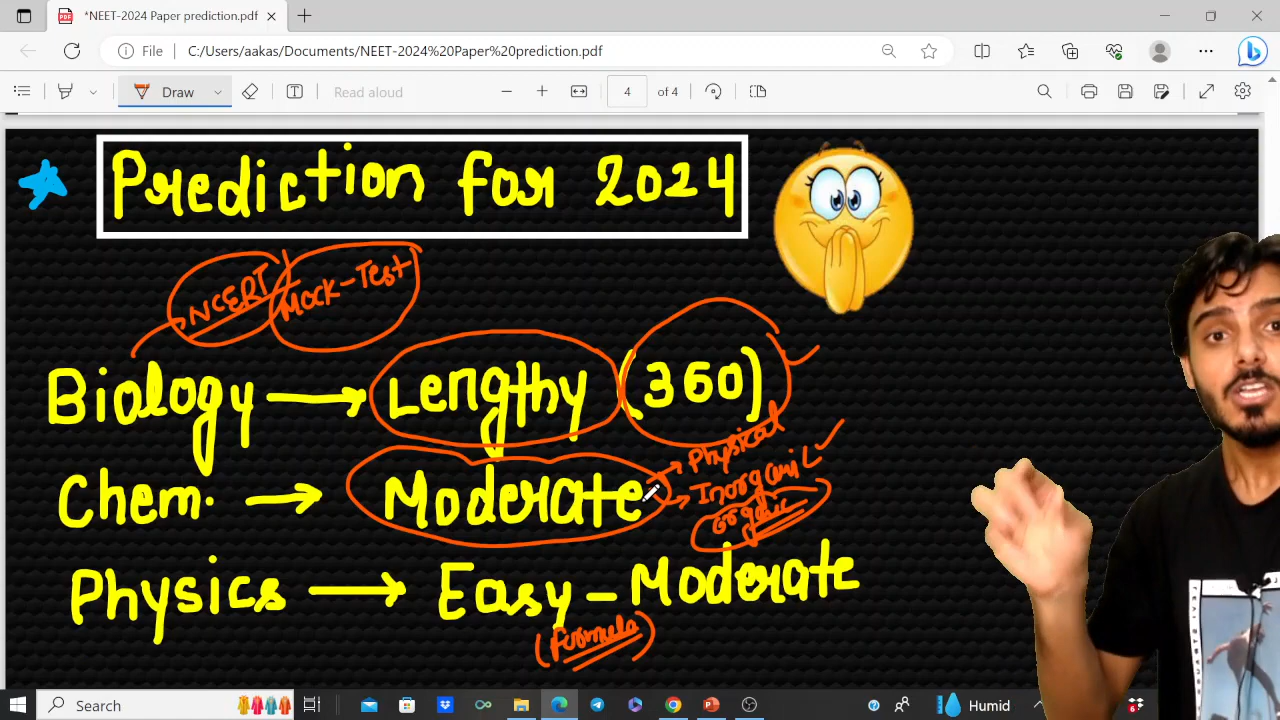 *NEET-2024 Paper prediction.pdf
File C:/Users/aakas/Documents/NEET-2024%20Paper%20prediction.pdf
Draw Read aloud 4 of 4
Prediction for 2024
NCERT Mock-Test
Biology → Lengthy (360)
Physical
Inorgani
Chem. → Moderate
orgaic
Physics → Easy - Moderate
(Formula)
Search Humid